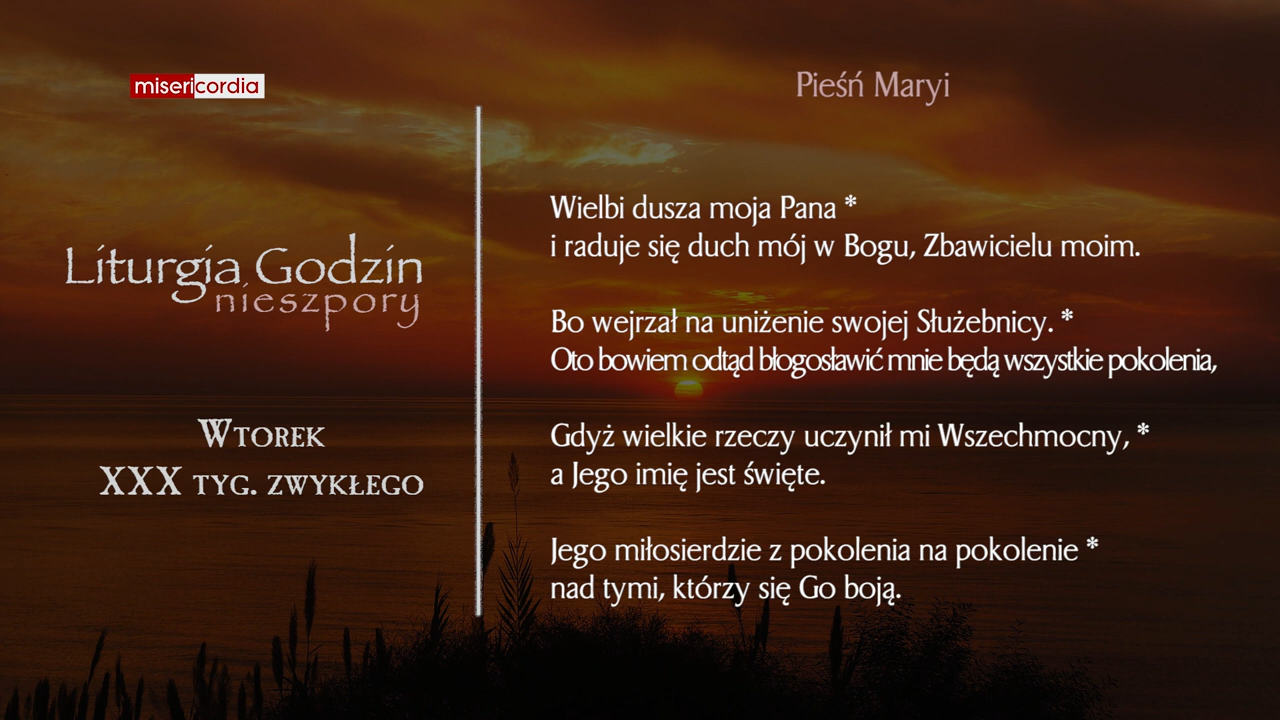 misericordia
Liturgia Godzin
nieszpory
Wtorek
XXX tyg. zwykłego
Pieśń Maryi
Wielbi dusza moja Pana *
i raduje się duch mój w Bogu, Zbawicielu moim.
Bo wejrzał na uniżenie swojej Służebnicy. *
Oto bowiem odtąd błogosławić mnie będą wszystkie pokolenia,
Gdyż wielkie rzeczy uczynił mi Wszechmocny, *
a Jego imię jest święte.
Jego miłosierdzie z pokolenia na pokolenie *
nad tymi, którzy się Go boją.